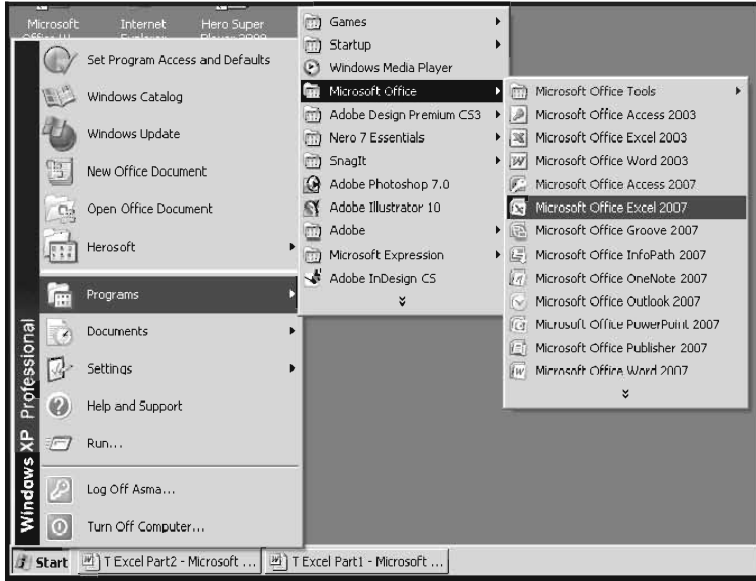 Microsoft
Internet
Hero Super
Set Program Access and Defaults
Windows Catalog
Windows Update
New Office Document
Open Office Document
Herosoft
Programs
Documents
Settings
Help and Support
Run...
Log Off Asma...
Turn Off Computer...
Windows XP Professional
Games
Startup
Windows Media Player
Microsoft Office
Adobe Design Premium CS3
Nero 7 Essentials
SnagIt
Adobe Photoshop 7.0
Adobe Illustrator 10
Adobe
Microsoft Expression
Adobe InDesign CS
Microsoft Office Tools
Microsoft Office Access 2003
Microsoft Office Excel 2003
Microsoft Office Word 2003
Microsoft Office Access 2007
Microsoft Office Excel 2007
Microsoft Office Groove 2007
Microsoft Office InfoPath 2007
Microsoft Office OneNote 2007
Microsoft Office Outlook 2007
Microsoft Office PowerPoint 2007
Microsoft Office Publisher 2007
Microsoft Office Word 2007
Start
T Excel Part2 - Microsoft ...
T Excel Part1 - Microsoft ...